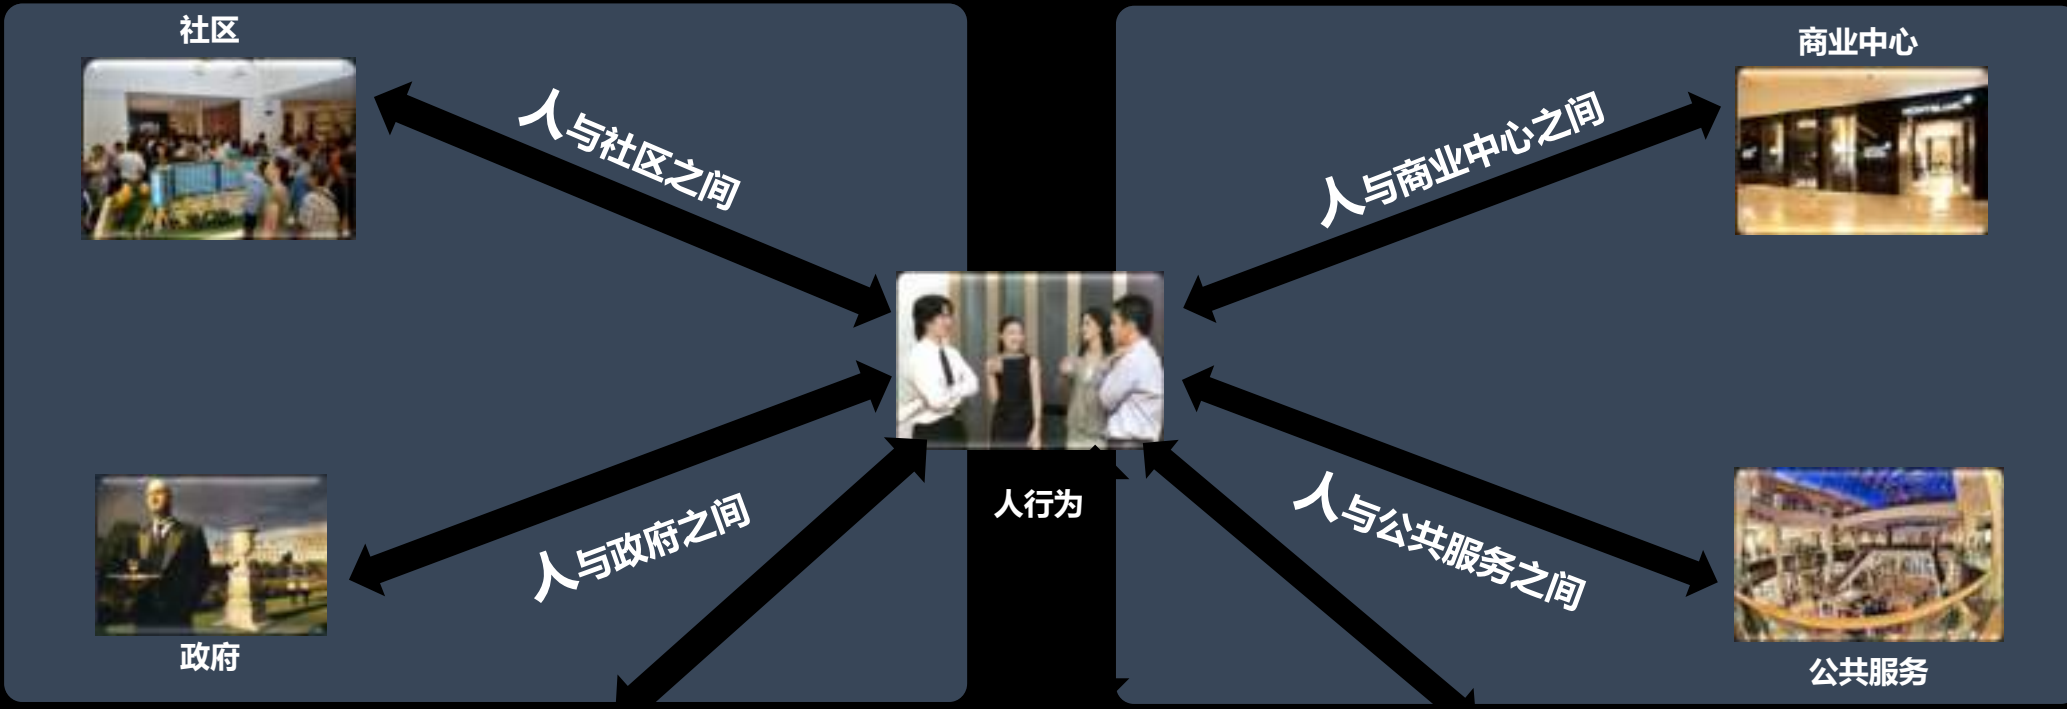 社区
商业中心
人与社区之间
人与商业中心之间
人行为
人与政府之间
人与公共服务之间
政府
公共服务